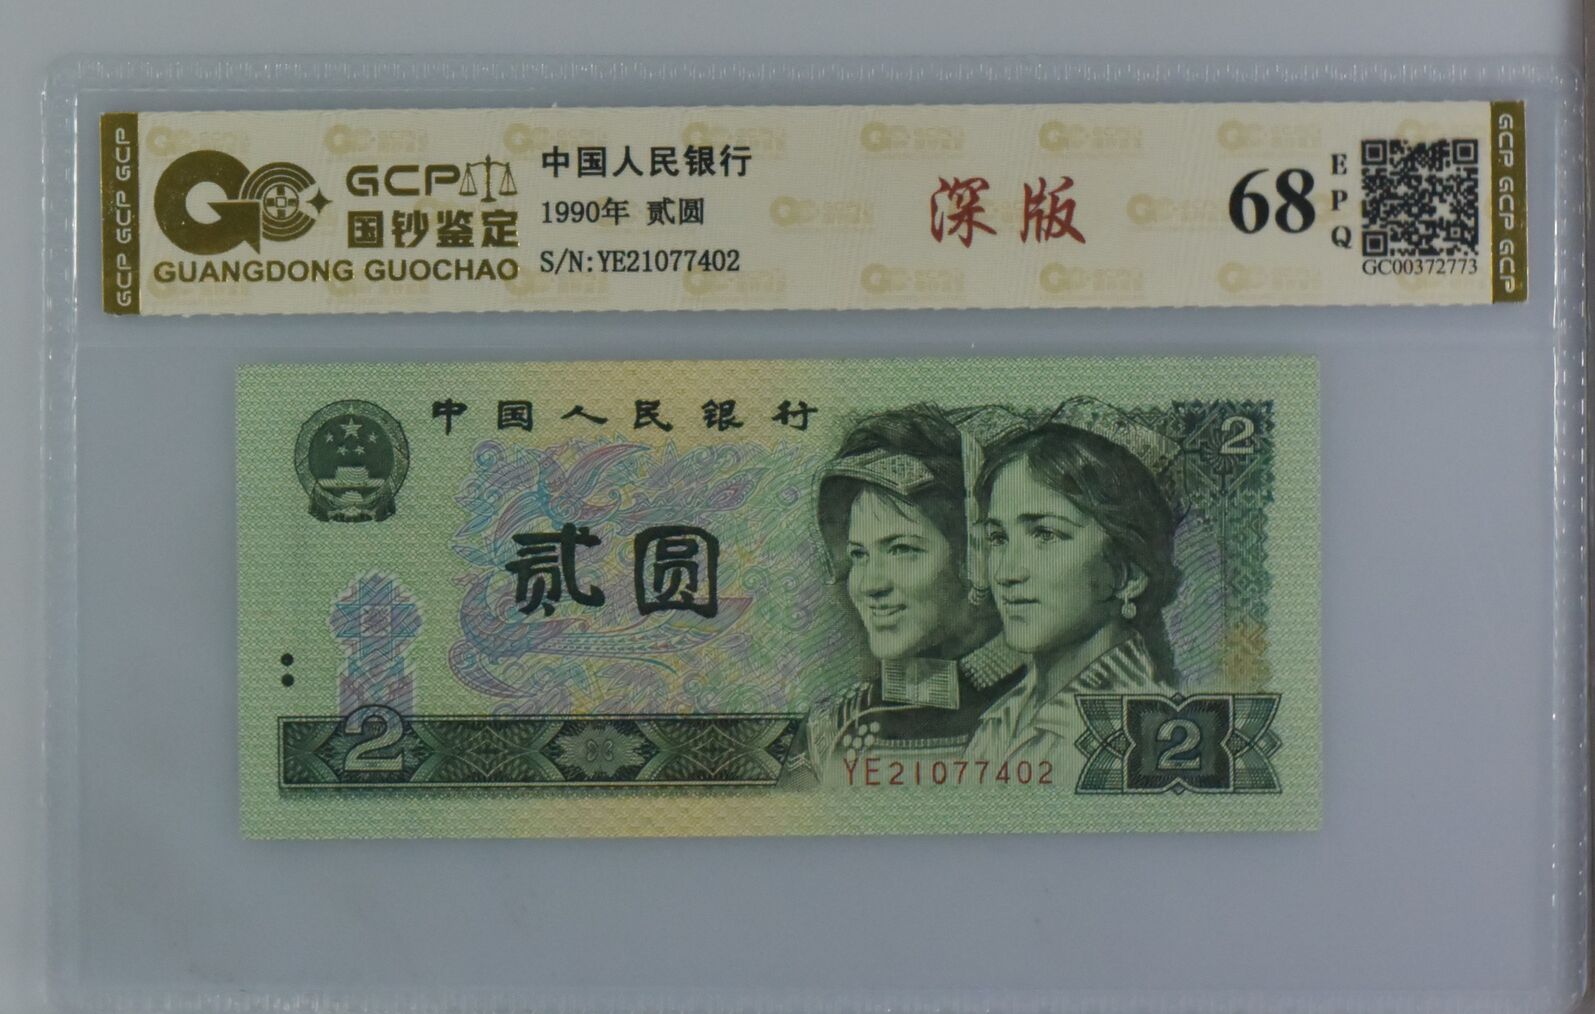 GCP GCP GCP
GCP
国钞鉴定
GUANGDONG GUOCHAO
中国人民银行
1990年 贰圆
S/N:YE21077402
深版
68
EPQ
GC00372773
GCP GCP GCP
中国人民银行
2
贰圆
2
2
YE21077402